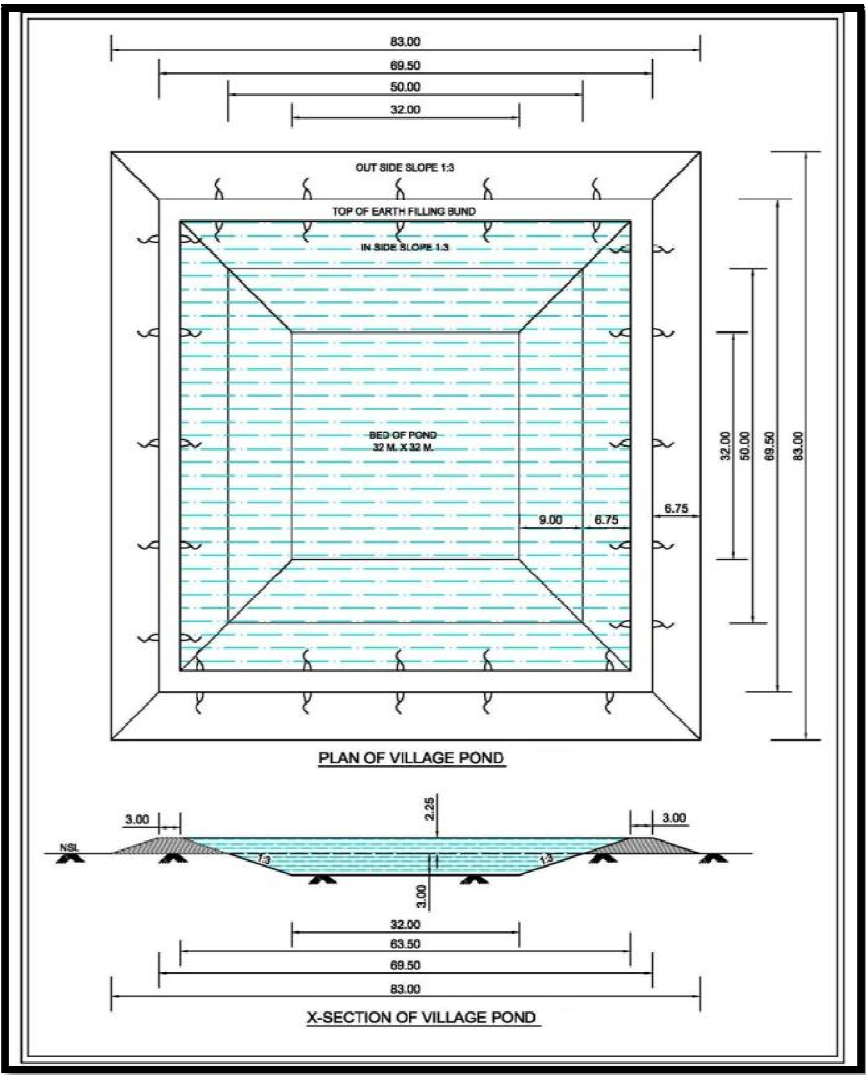 83.00
69.50
50.00
32.00
OUT SIDE SLOPE 1:3
TOP OF EARTH FILLING BUND
IN SIDE SLOPE 1:3
BED OF POND
32 M. X 32 M.
9.00
6.75
6.75
32.00
50.00
69.50
83.00
PLAN OF VILLAGE POND
3.00
2.25
3.00
NSL
1:3
1:3
3.00
32.00
63.50
69.50
83.00
X-SECTION OF VILLAGE POND